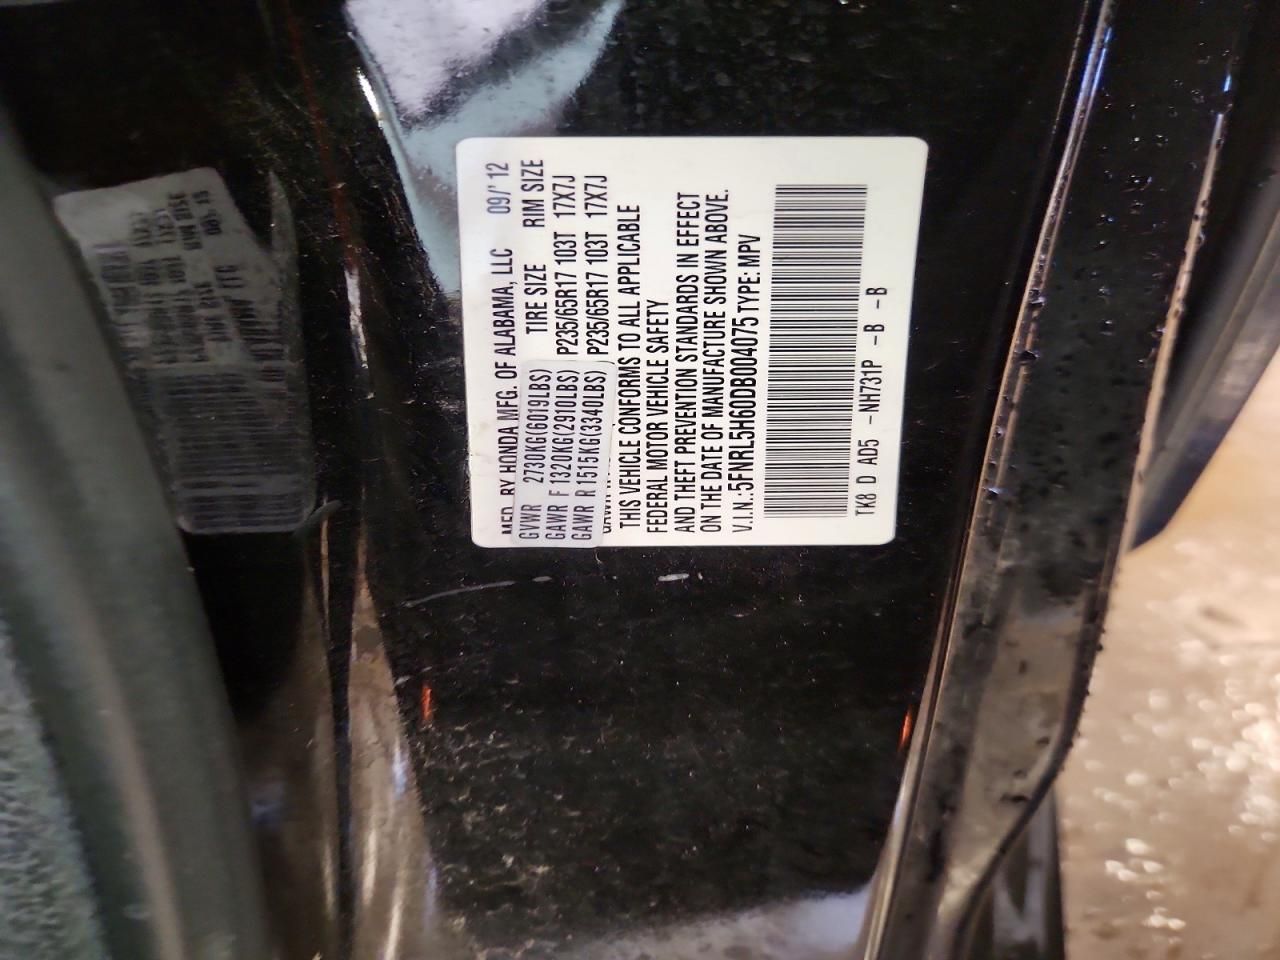 MFD. BY HONDA MFG. OF ALABAMA, LLC 09/'12
GVWR 2730KG(6019LBS) TIRE SIZE RIM SIZE
GAWR F 1320KG(2910LBS) P235/65R17 103T 17X7J
GAWR R 1515KG(3340LBS) P235/65R17 103T 17X7J
THIS VEHICLE CONFORMS TO ALL APPLICABLE
FEDERAL MOTOR VEHICLE SAFETY
AND THEFT PREVENTION STANDARDS IN EFFECT
ON THE DATE OF MANUFACTURE SHOWN ABOVE.
V.I.N.:5FNRL5H60DB004075 TYPE: MPV
TK8 D AD5 –NH731P –B –B